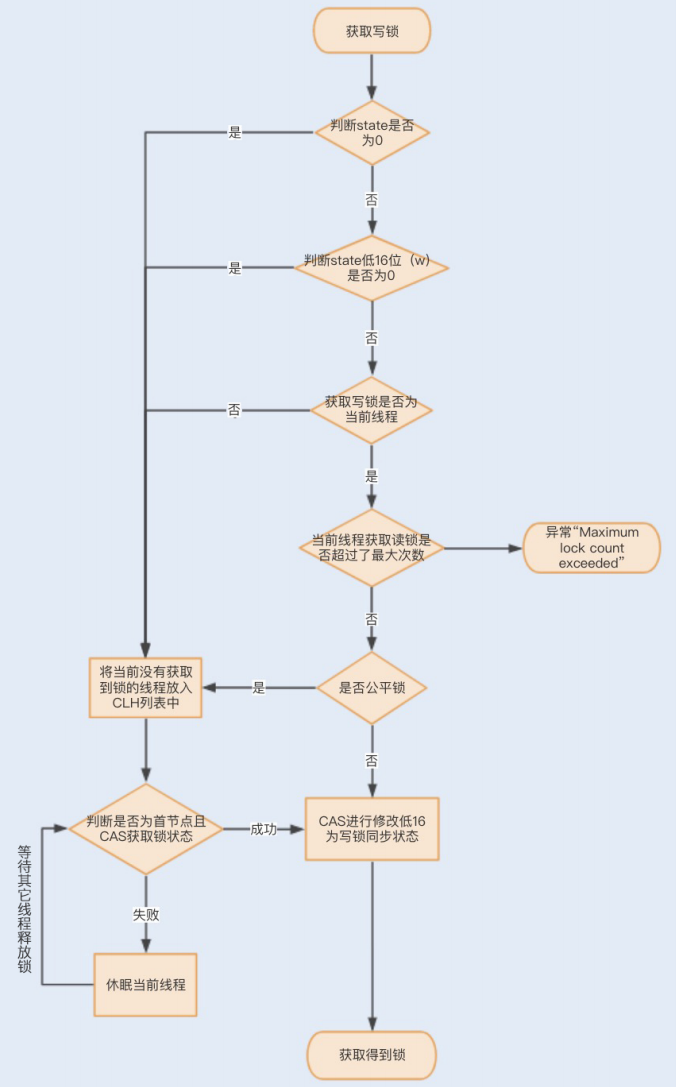 获取写锁
判断state是否
为0
是
否
判断state低16位（w）
是否为0
是
否
获取写锁是否为
当前线程
否
是
当前线程获取读锁是
否超过了最大次数
异常“Maximum
lock count
exceeded”
否
将当前没有获取
到锁的线程放入
CLH列表中
是
是否公平锁
否
判断是否为首节点且
CAS获取锁状态
成功
CAS进行修改低16
为写锁同步状态
等待其它线程释放锁
失败
休眠当前线程
获取得到锁